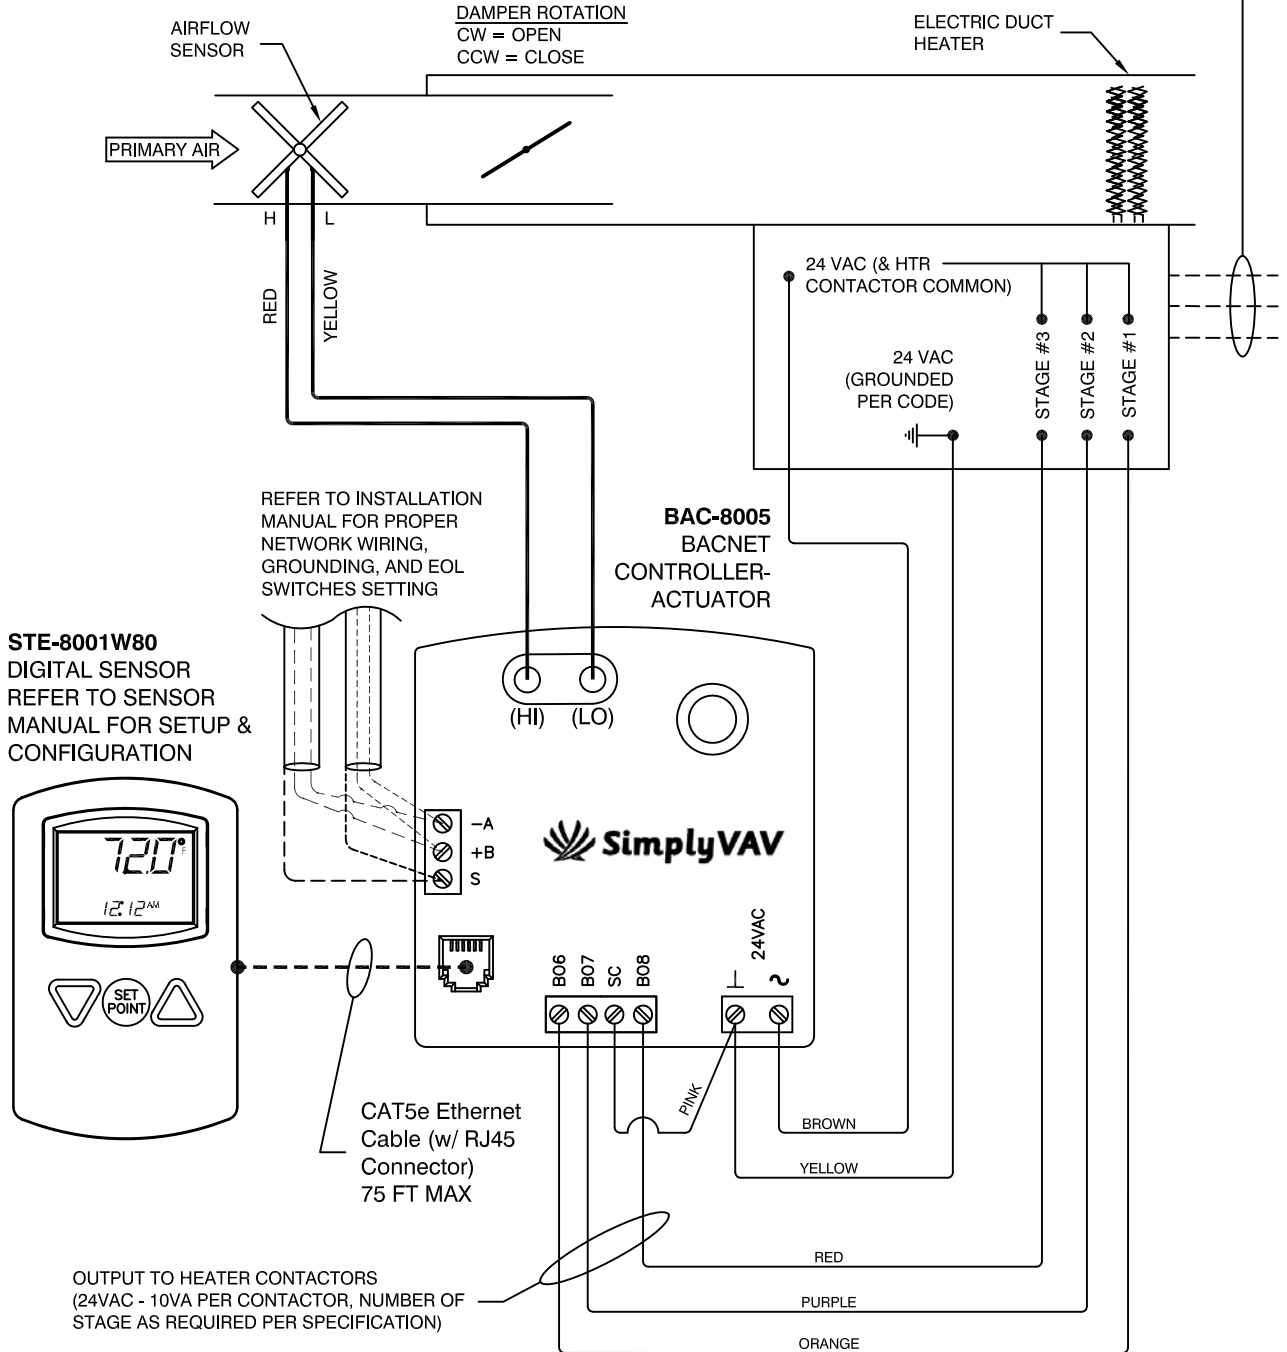 DAMPER ROTATION
CW = OPEN
CCW = CLOSE
AIRFLOW
SENSOR
ELECTRIC DUCT
HEATER
PRIMARY AIR
H
L
RED
YELLOW
24 VAC (& HTR
CONTACTOR COMMON)
24 VAC
(GROUNDED
PER CODE)
STAGE #3
STAGE #2
STAGE #1
REFER TO INSTALLATION
MANUAL FOR PROPER
NETWORK WIRING,
GROUNDING, AND EOL
SWITCHES SETTING
BAC-8005
BACNET
CONTROLLER-
ACTUATOR
STE-8001W80
DIGITAL SENSOR
REFER TO SENSOR
MANUAL FOR SETUP &
CONFIGURATION
(HI)
(LO)
–A
+B
S
SimplyVAV
72.0°F
12:12 AM
SET
POINT
BO6
BO7
SC
BO8
24VAC
PINK
CAT5e Ethernet
Cable (w/ RJ45
Connector)
75 FT MAX
BROWN
YELLOW
RED
PURPLE
ORANGE
OUTPUT TO HEATER CONTACTORS
(24VAC - 10VA PER CONTACTOR, NUMBER OF
STAGE AS REQUIRED PER SPECIFICATION)